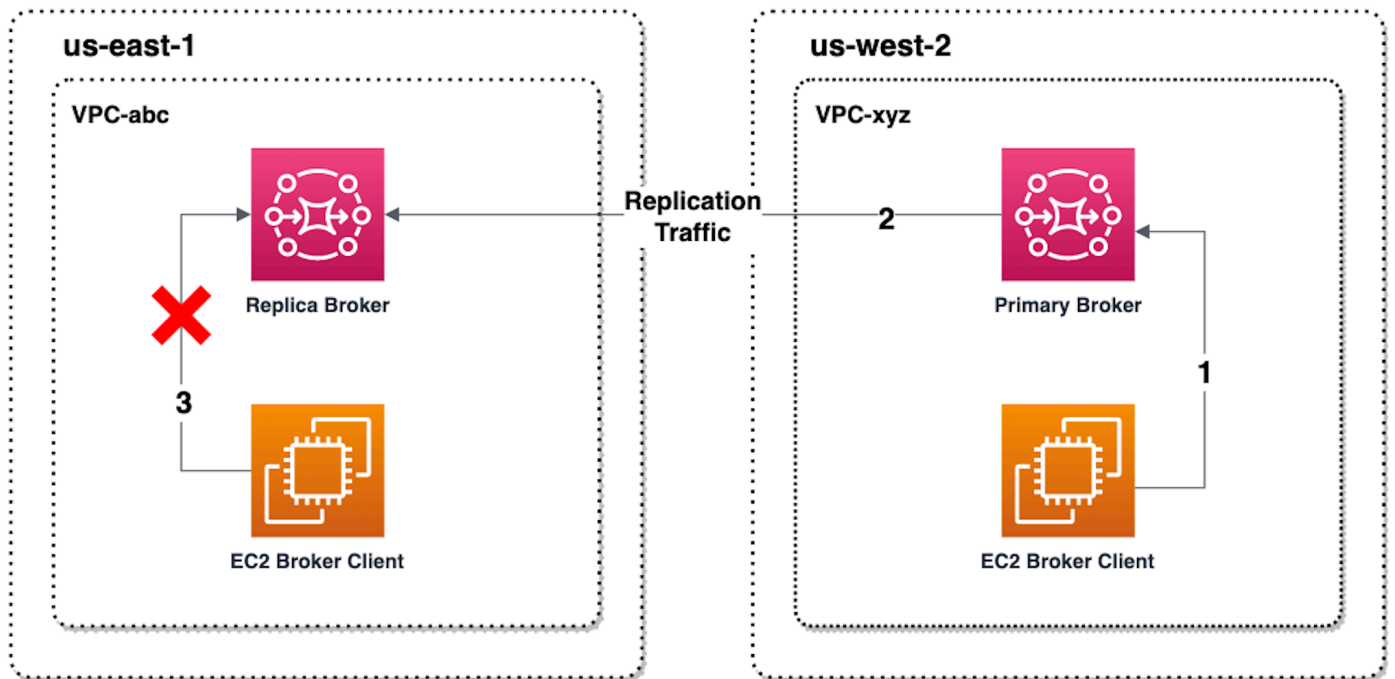 us-east-1
VPC-abc
Replica Broker
3
EC2 Broker Client
Replication
Traffic
2
us-west-2
VPC-xyz
Primary Broker
1
EC2 Broker Client